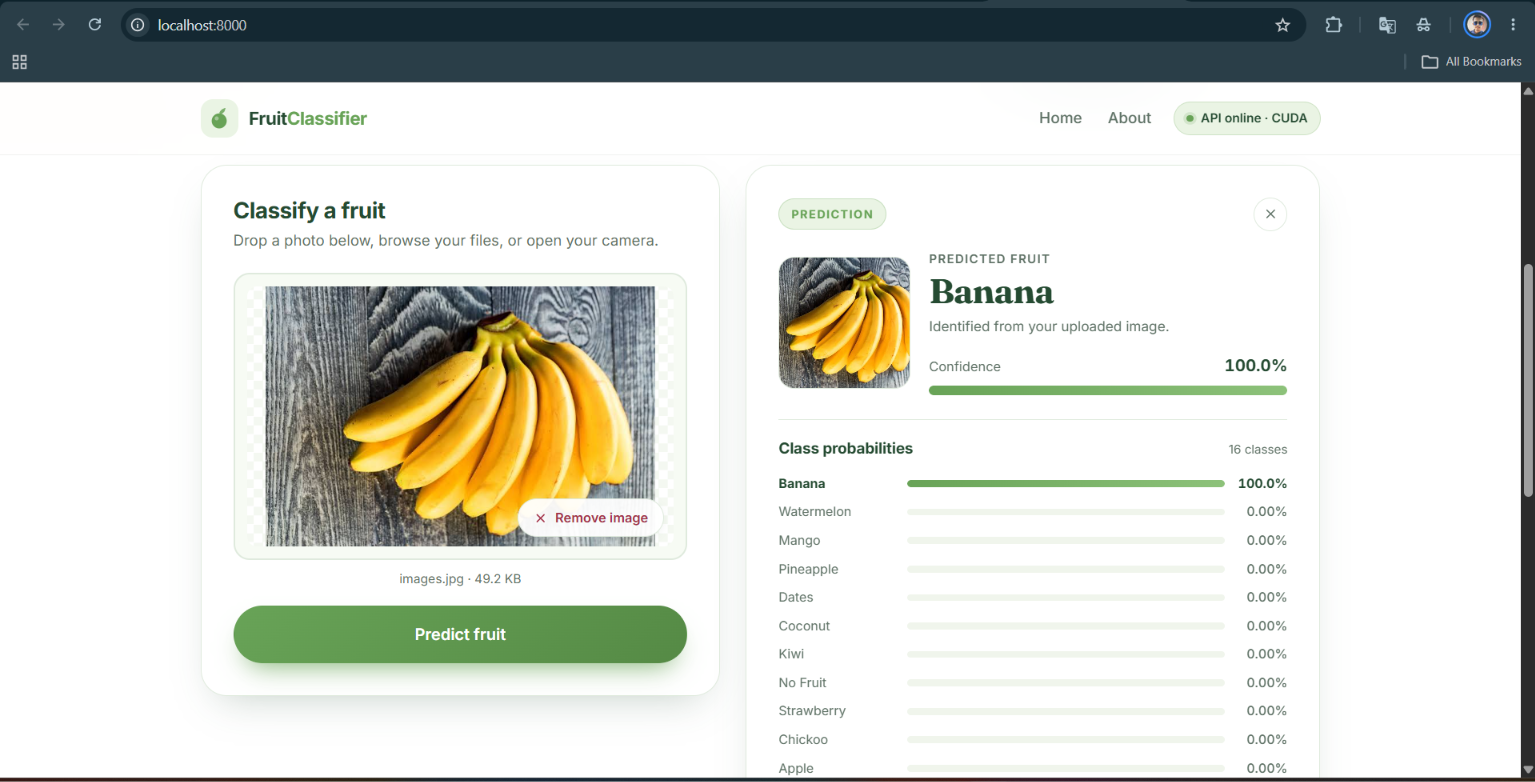 localhost:8000
All Bookmarks
FruitClassifier
Home
About
API online · CUDA
Classify a fruit
Drop a photo below, browse your files, or open your camera.
Remove image
images.jpg · 49.2 KB
Predict fruit
PREDICTION
PREDICTED FRUIT
Banana
Identified from your uploaded image.
Confidence 100.0%
Class probabilities 16 classes
Banana 100.0%
Watermelon 0.00%
Mango 0.00%
Pineapple 0.00%
Dates 0.00%
Coconut 0.00%
Kiwi 0.00%
No Fruit 0.00%
Strawberry 0.00%
Chickoo 0.00%
Apple 0.00%